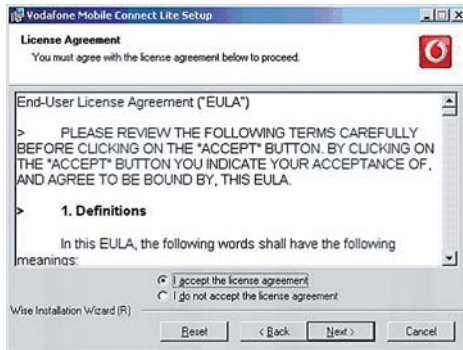 Vodafone Mobile Connect Lite Setup
License Agreement
You must agree with the license agreement below to proceed.
End-User License Agreement ("EULA")
> PLEASE REVIEW THE FOLLOWING TERMS CAREFULLY
BEFORE CLICKING ON THE "ACCEPT" BUTTON. BY CLICKING ON
THE "ACCEPT" BUTTON YOU INDICATE YOUR ACCEPTANCE OF,
AND AGREE TO BE BOUND BY, THIS EULA.
> 1. Definitions
In this EULA, the following words shall have the following
meanings:
I accept the license agreement
I do not accept the license agreement
Wise Installation Wizard (R)
Reset < Back Next > Cancel